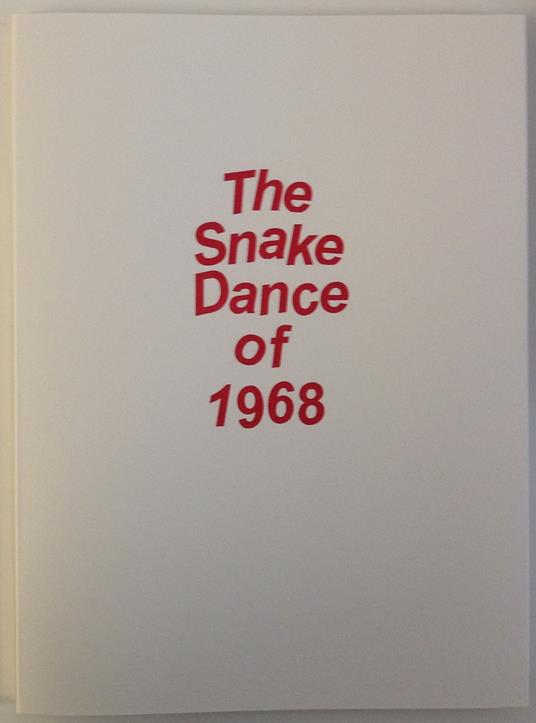 The
Snake
Dance
of
1968